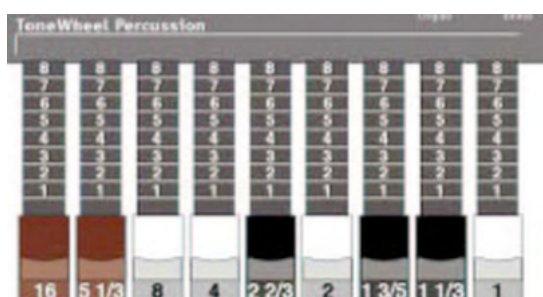 ToneWheel Percussion
8 8 8 8 8 8 8 8 8
7 7 7 7 7 7 7 7 7
6 6 6 6 6 6 6 6 6
5 5 5 5 5 5 5 5 5
4 4 4 4 4 4 4 4 4
3 3 3 3 3 3 3 3 3
2 2 2 2 2 2 2 2 2
1 1 1 1 1 1 1 1 1
16 5 1/3 8 4 2 2/3 2 1 3/5 1 1/3 1